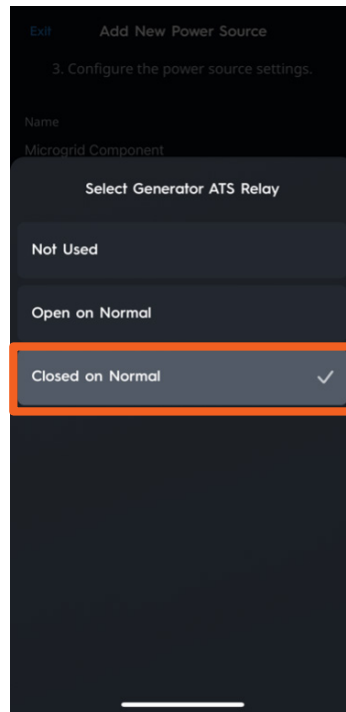 Exit Add New Power Source
3. Configure the power source settings.
Name
Microgrid Component
Select Generator ATS Relay
Not Used
Open on Normal
Closed on Normal